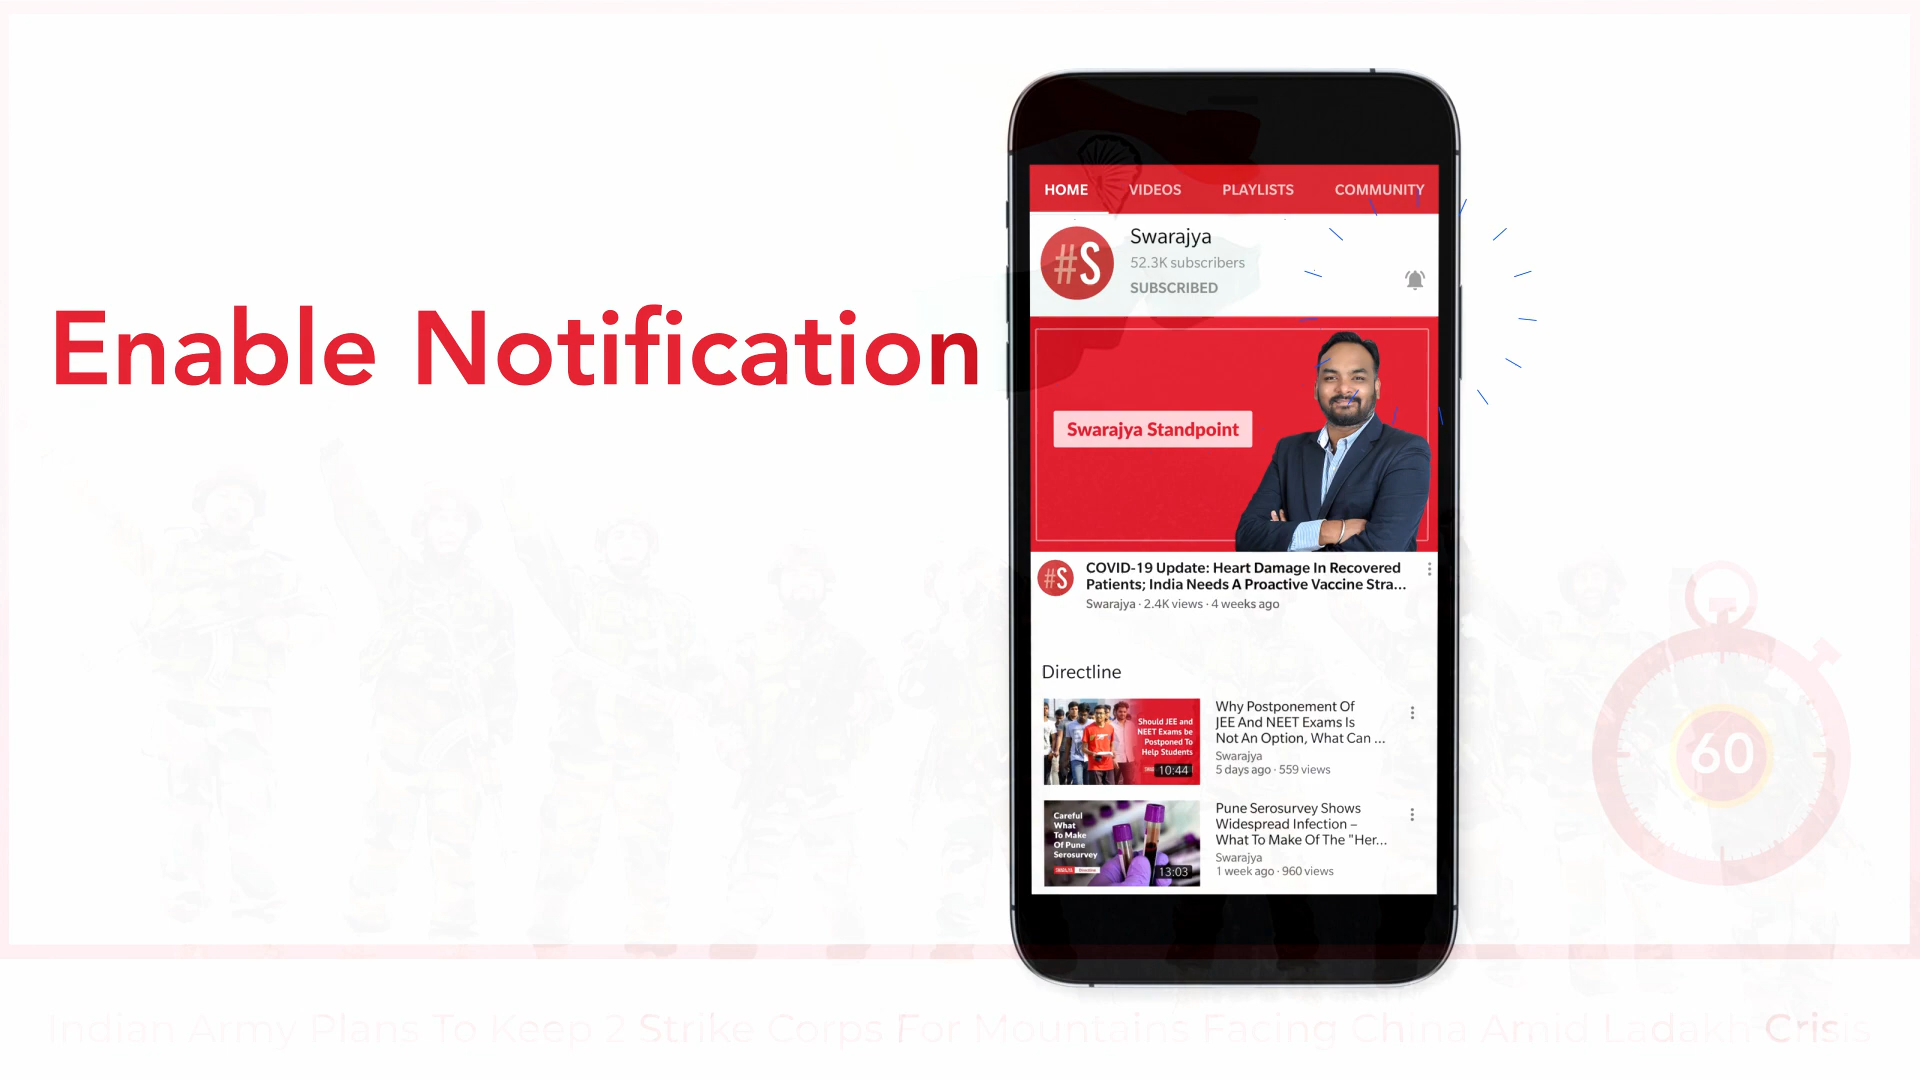 Enable Notification
HOME VIDEOS PLAYLISTS COMMUNITY
#S
Swarajya
52.3K subscribers
SUBSCRIBED
Swarajya Standpoint
#S
COVID-19 Update: Heart Damage In Recovered
Patients; India Needs A Proactive Vaccine Stra...
Swarajya · 2.4K views · 4 weeks ago
Directline
Should JEE and
NEET Exams be
Postponed To
Help Students
10:44
Why Postponement Of
JEE And NEET Exams Is
Not An Option, What Can ...
Swarajya
5 days ago · 559 views
Careful
What
To Make
Of Pune
Serosurvey
13:03
Pune Serosurvey Shows
Widespread Infection –
What To Make Of The "Her...
Swarajya
1 week ago · 960 views
60
Indian Army Plans To Keep 2 Strike Corps For Mountains Facing China Amid Ladakh Crisis